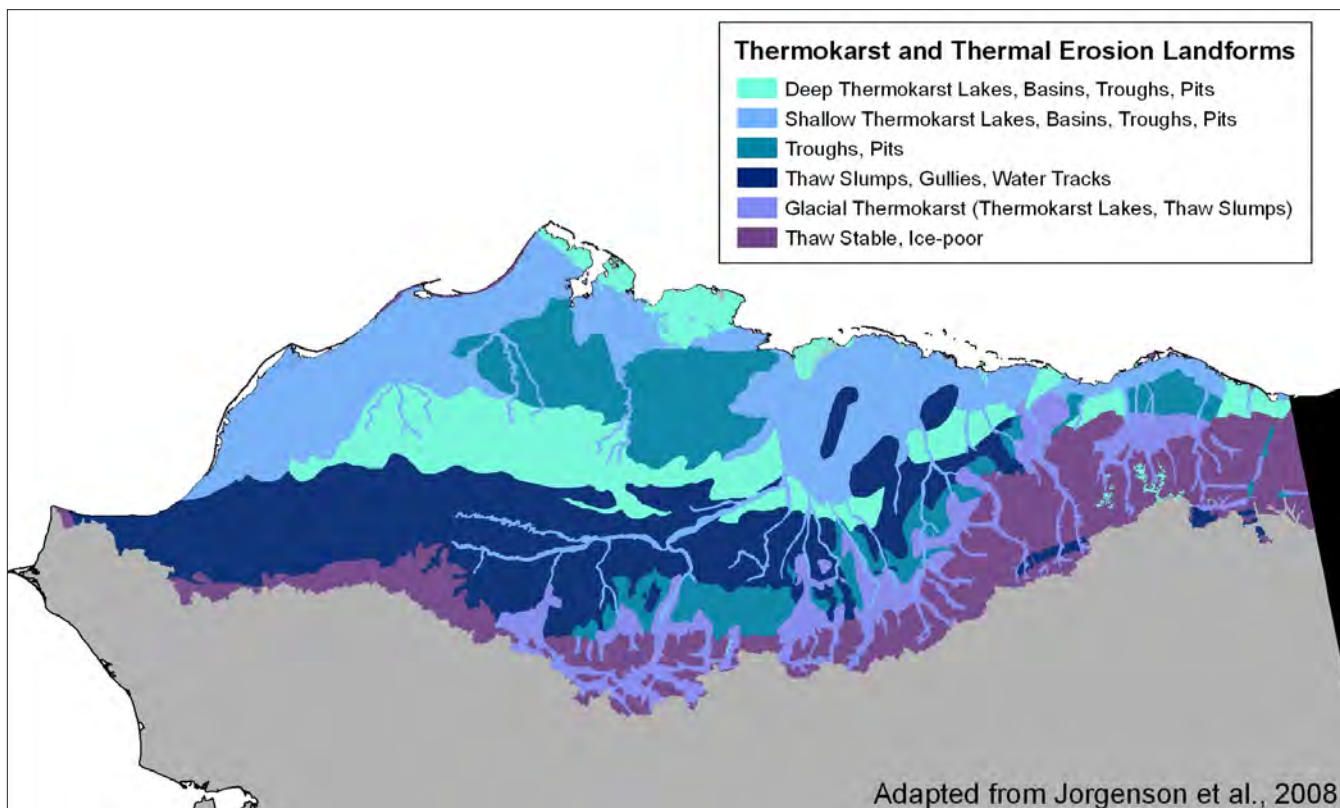 Thermokarst and Thermal Erosion Landforms
Deep Thermokarst Lakes, Basins, Troughs, Pits
Shallow Thermokarst Lakes, Basins, Troughs, Pits
Troughs, Pits
Thaw Slumps, Gullies, Water Tracks
Glacial Thermokarst (Thermokarst Lakes, Thaw Slumps)
Thaw Stable, Ice-poor
Adapted from Jorgenson et al., 2008